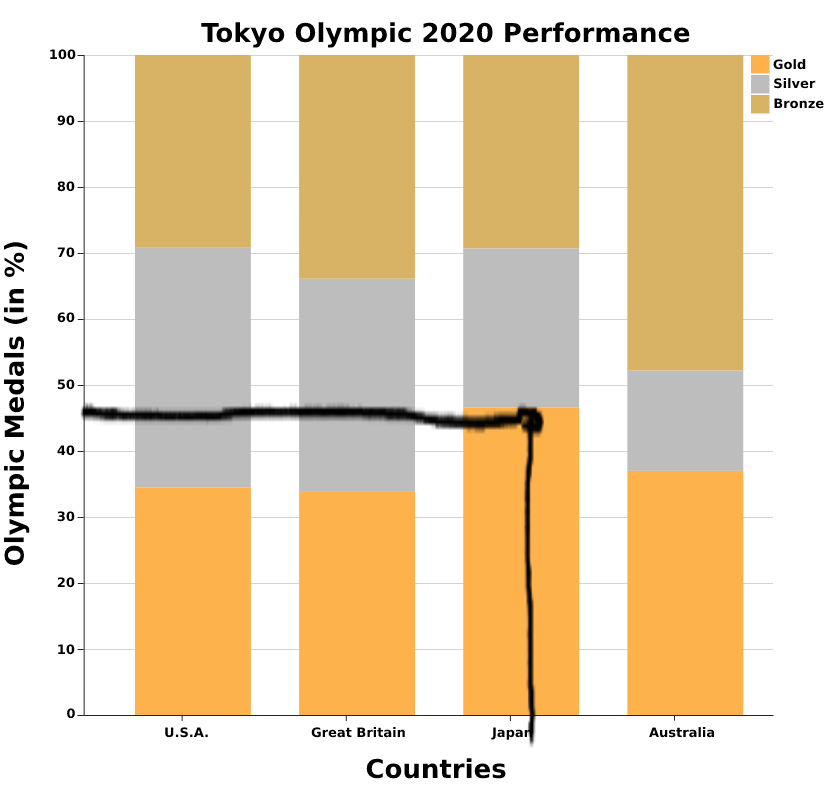 Tokyo Olympic 2020 Performance
Gold
Silver
Bronze
Olympic Medals (in %)
100
90
80
70
60
50
40
30
20
10
0
U.S.A. Great Britain Japan Australia
Countries